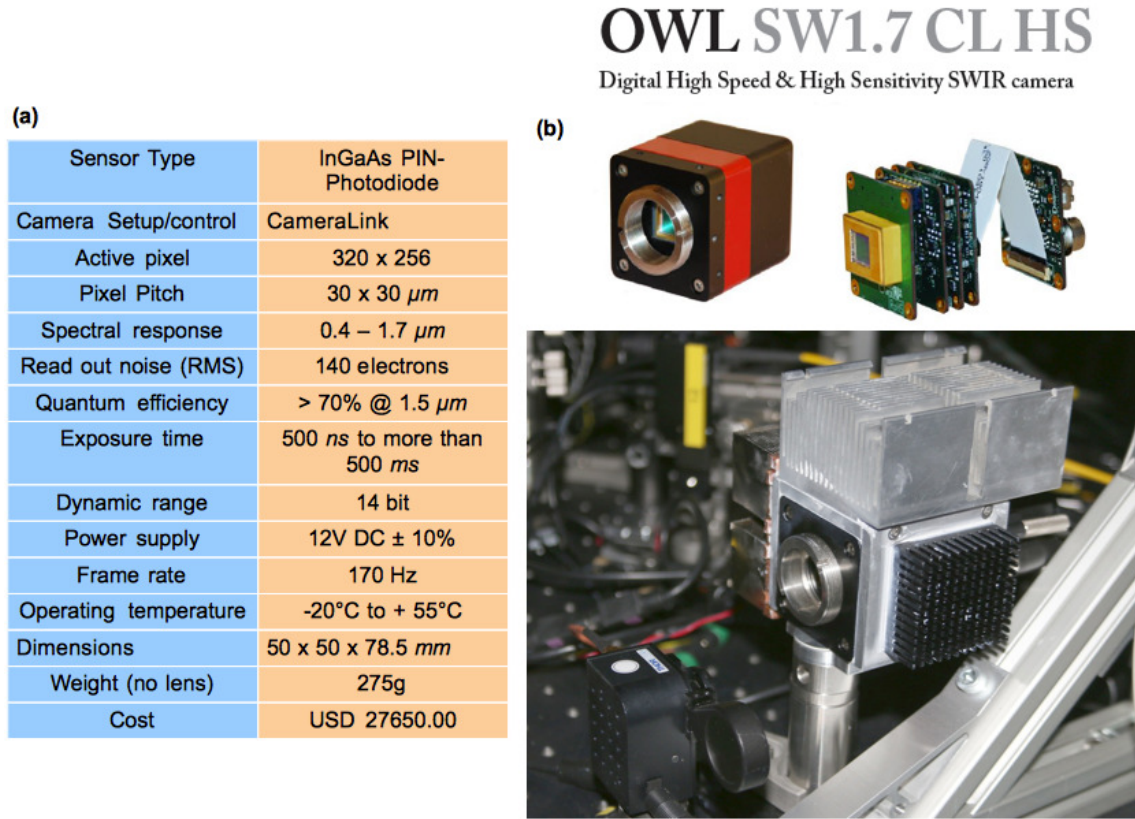 OWL SW1.7 CL HS
Digital High Speed & High Sensitivity SWIR camera
(a)
(b)
Sensor Type InGaAs PIN-
Photodiode
Camera Setup/control CameraLink
Active pixel 320 x 256
Pixel Pitch 30 x 30 μm
Spectral response 0.4 – 1.7 μm
Read out noise (RMS) 140 electrons
Quantum efficiency > 70% @ 1.5 μm
Exposure time 500 ns to more than
500 ms
Dynamic range 14 bit
Power supply 12V DC ± 10%
Frame rate 170 Hz
Operating temperature -20°C to + 55°C
Dimensions 50 x 50 x 78.5 mm
Weight (no lens) 275g
Cost USD 27650.00